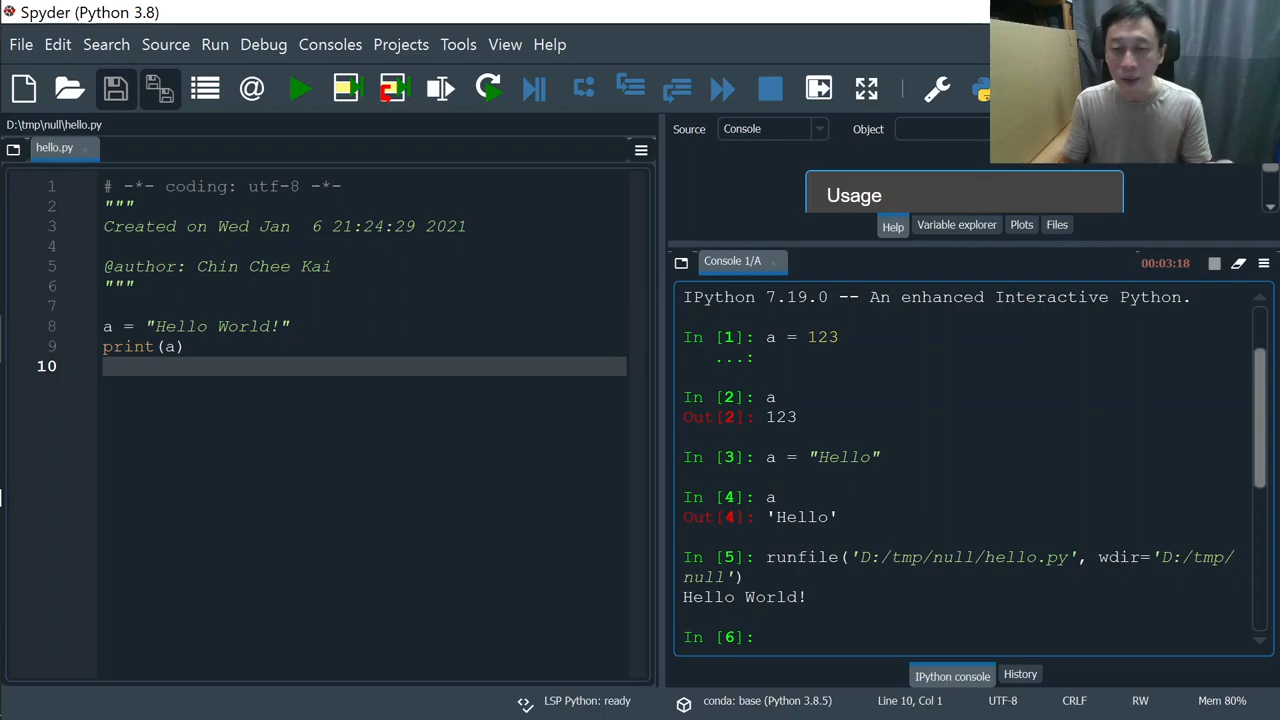 Spyder (Python 3.8)
File Edit Search Source Run Debug Consoles Projects Tools View Help
D:\tmp\null\hello.py
hello.py
1 # -*- coding: utf-8 -*-
2 """
3 Created on Wed Jan  6 21:24:29 2021
4
5 @author: Chin Chee Kai
6 """
7
8 a = "Hello World!"
9 print(a)
10
Source Console Object
Usage
Help Variable explorer Plots Files
Console 1/A
00:03:18
IPython 7.19.0 -- An enhanced Interactive Python.
In [1]: a = 123
...:
In [2]: a
Out[2]: 123
In [3]: a = "Hello"
In [4]: a
Out[4]: 'Hello'
In [5]: runfile('D:/tmp/null/hello.py', wdir='D:/tmp/
null')
Hello World!
In [6]:
IPython console History
LSP Python: ready conda: base (Python 3.8.5) Line 10, Col 1 UTF-8 CRLF RW Mem 80%